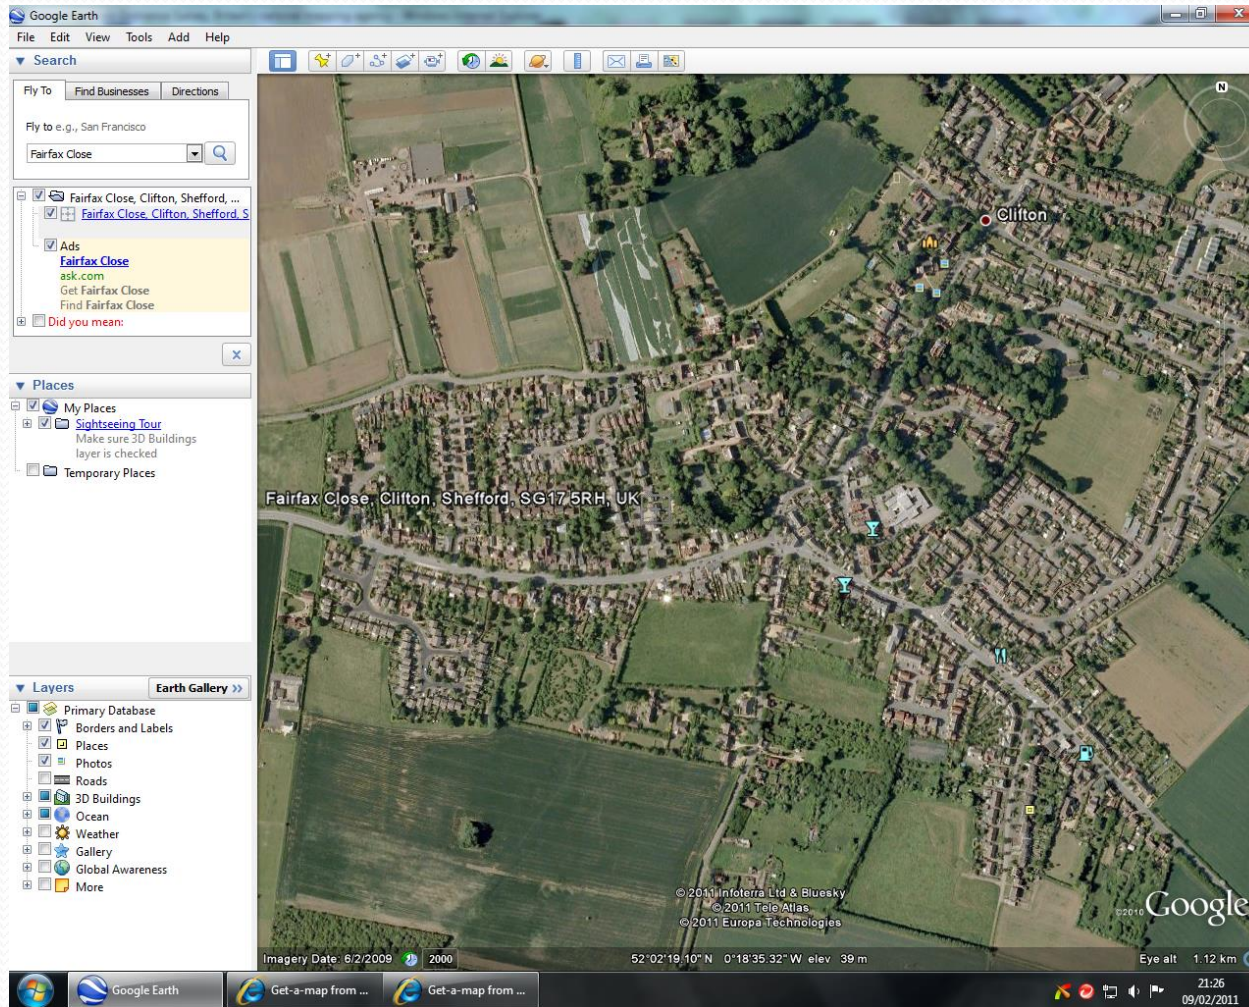 Google Earth
File Edit View Tools Add Help
Search
Fly To Find Businesses Directions
Fly to e.g., San Francisco
Fairfax Close
Fairfax Close, Clifton, Shefford, ...
Fairfax Close, Clifton, Shefford, S
Ads
Fairfax Close
ask.com
Get Fairfax Close
Find Fairfax Close
Did you mean:
Places
My Places
Sightseeing Tour
Make sure 3D Buildings
layer is checked
Temporary Places
Layers
Earth Gallery >>
Primary Database
Borders and Labels
Places
Photos
Roads
3D Buildings
Ocean
Weather
Gallery
Global Awareness
More
N
Clifton
Fairfax Close, Clifton, Shefford, SG17 5RH, UK
© 2011 Infoterra Ltd & Bluesky
© 2011 Tele Atlas
© 2011 Europa Technologies
©2010 Google
Imagery Date: 6/2/2009 2000 52°02'19.10" N 0°18'35.32" W elev 39 m Eye alt 1.12 km
Google Earth
Get-a-map from ...
Get-a-map from ...
21:26
09/02/2011